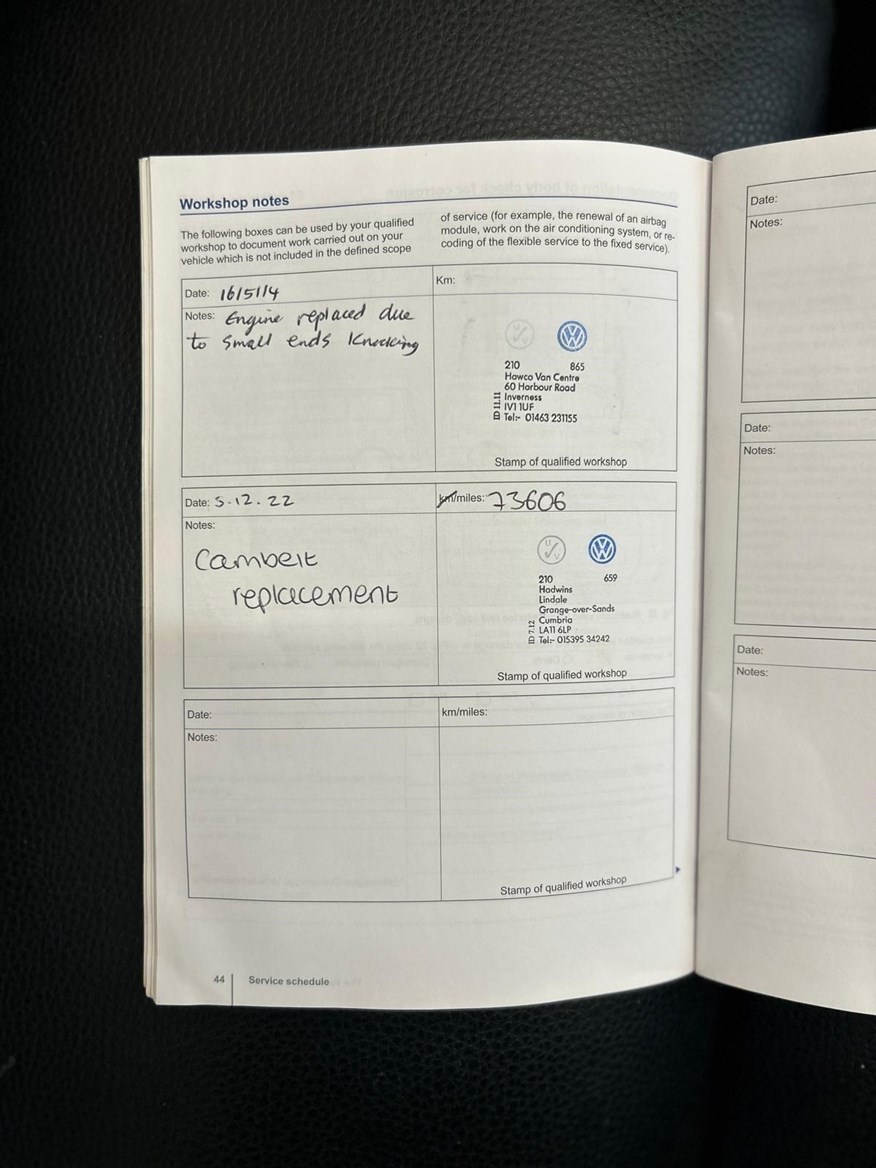 Workshop notes
The following boxes can be used by your qualified
workshop to document work carried out on your
vehicle which is not included in the defined scope
of service (for example, the renewal of an airbag
module, work on the air conditioning system, or re-
coding of the flexible service to the fixed service).
Date: 16/5/14
Km:
Notes: Engine replaced due
to small ends knocking
210 865
Hawco Van Centre
60 Harbour Road
Inverness
IV1 1UF
Tel:- 01463 231155
D 11.11
Stamp of qualified workshop
Date: 5.12.22
km/miles: 73606
Notes:
Cambelt
replacement
210 659
Hadwins
Lindale
Grange-over-Sands
Cumbria
LA11 6LP
Tel:- 015395 34242
D 7.12
Stamp of qualified workshop
Date:
km/miles:
Notes:
Stamp of qualified workshop
44 Service schedule
Date:
Notes:
Date:
Notes:
Date:
Notes: